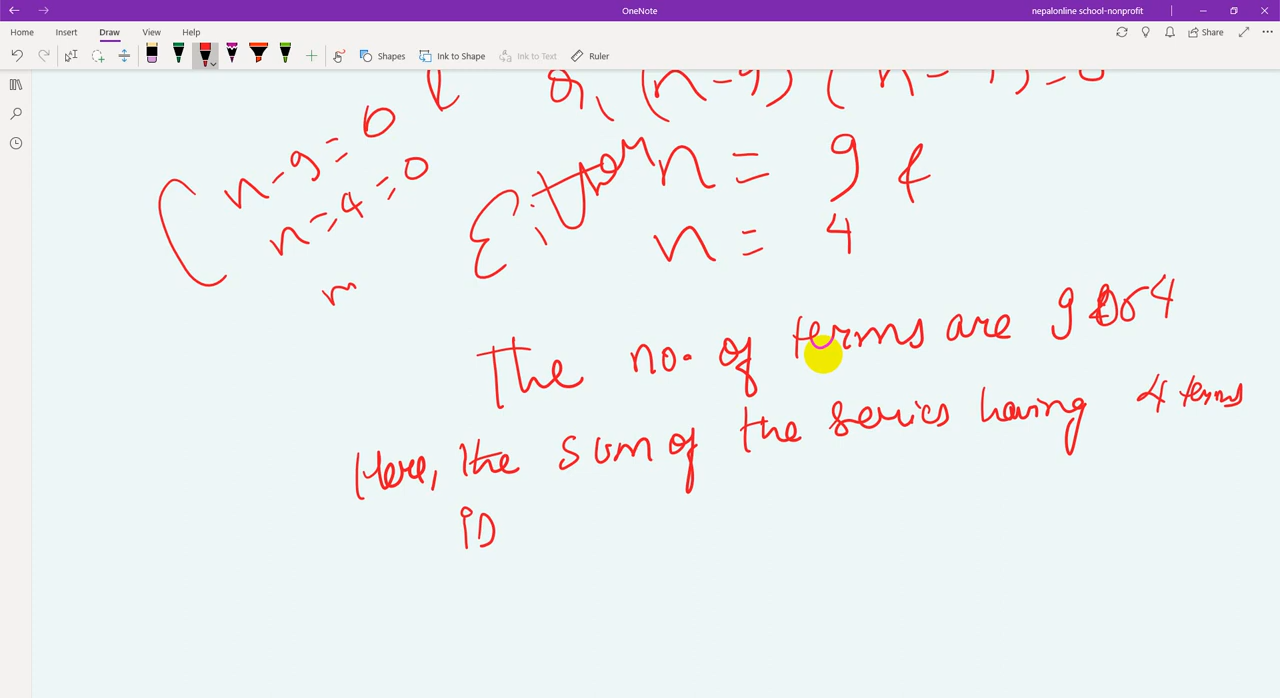 OneNote
nepalonline school-nonprofit
Home Insert Draw View Help
Share
Shapes Ink to Shape Ink to Text Ruler
(n-9) ( n- )=0
n-9=0
n=4=0
Either n = 9 &
n = 4
The no. of terms are 9 or 4
Here, the sum of the series having 4 terms
is